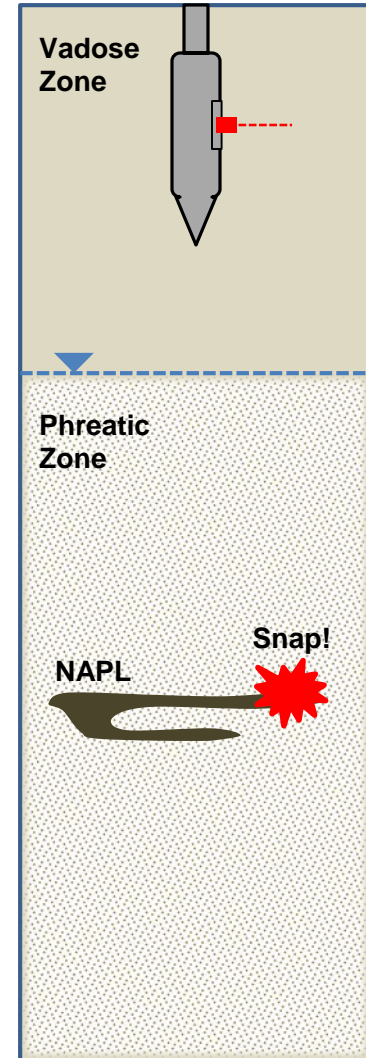 Vadose
Zone
Phreatic
Zone
Snap!
NAPL